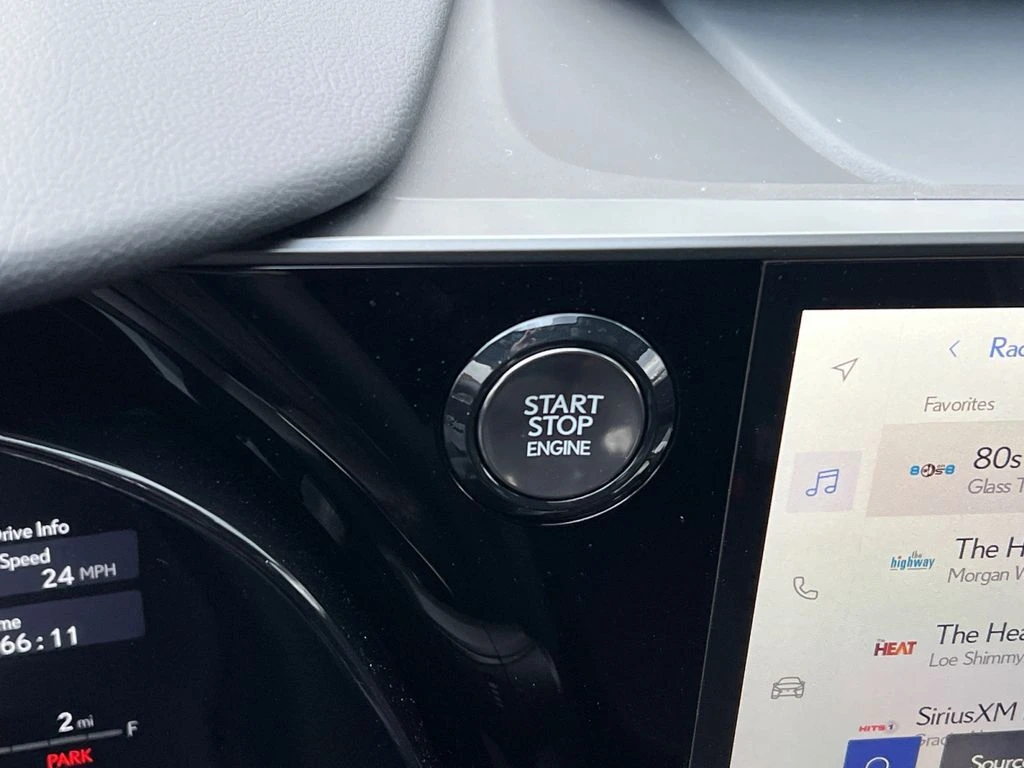 START
STOP
ENGINE
Drive Info
Speed
24 MPH
66:11
2 mi
F
PARK
Favorites
80s
Glass
the
highway
The
Morgan
HEAT
The
Loe Shimmy
HITS 1
SiriusXM